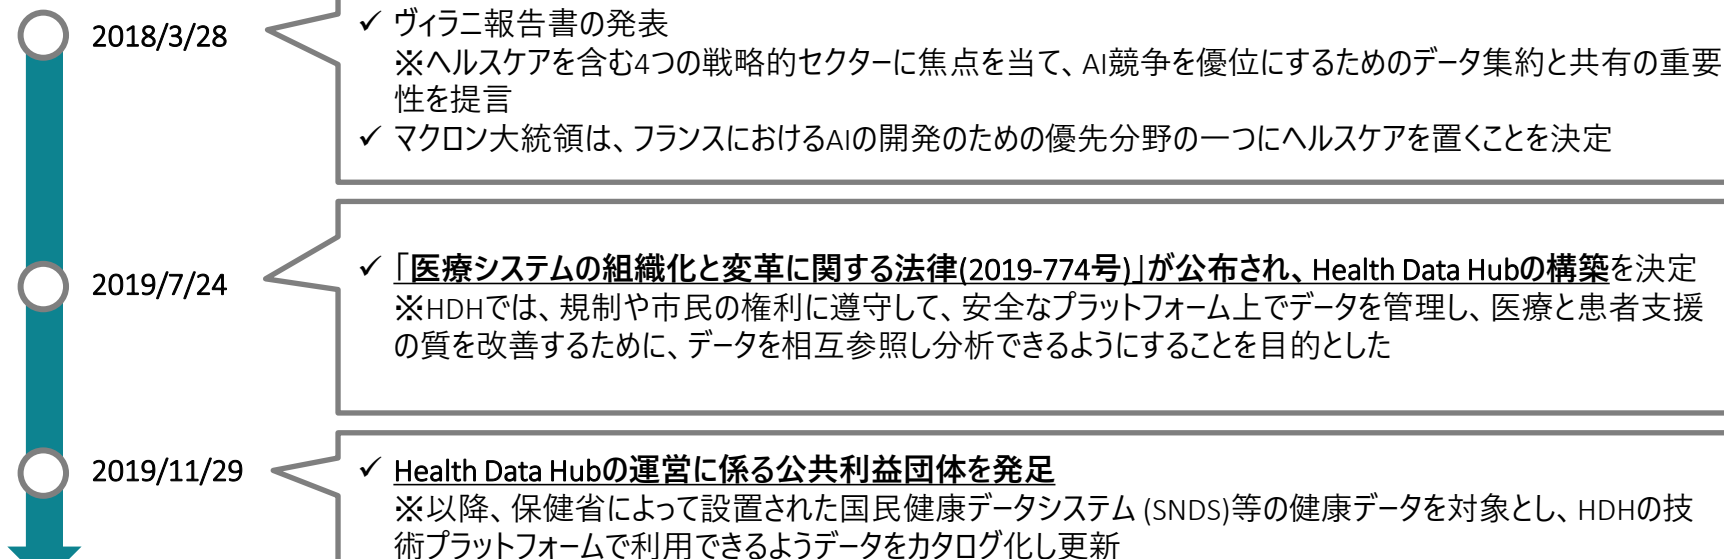 2018/3/28
✓ ヴィラニ報告書の発表
※ヘルスケアを含む4つの戦略的セクターに焦点を当て、AI競争を優位にするためのデータ集約と共有の重要
性を提言
✓ マクロン大統領は、フランスにおけるAIの開発のための優先分野の一つにヘルスケアを置くことを決定
2019/7/24
✓ 「医療システムの組織化と変革に関する法律(2019-774号)」が公布され、Health Data Hubの構築を決定
※HDHでは、規制や市民の権利に遵守して、安全なプラットフォーム上でデータを管理し、医療と患者支援
の質を改善するために、データを相互参照し分析できるようにすることを目的とした
2019/11/29
✓ Health Data Hubの運営に係る公共利益団体を発足
※以降、保健省によって設置された国民健康データシステム (SNDS)等の健康データを対象とし、HDHの技
術プラットフォームで利用できるようデータをカタログ化し更新